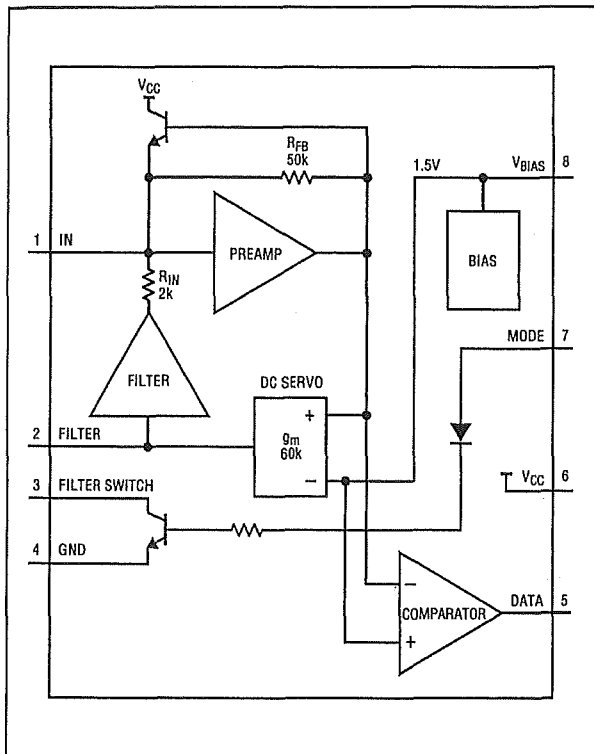 VCC
RFB
50k
1.5V
VBIAS 8
1 IN
PREAMP
BIAS
RIN
2k
MODE 7
FILTER
DC SERVO
+
2 FILTER
gm
60k
−
3 FILTER SWITCH
VCC 6
4 GND
−
COMPARATOR
DATA 5
+